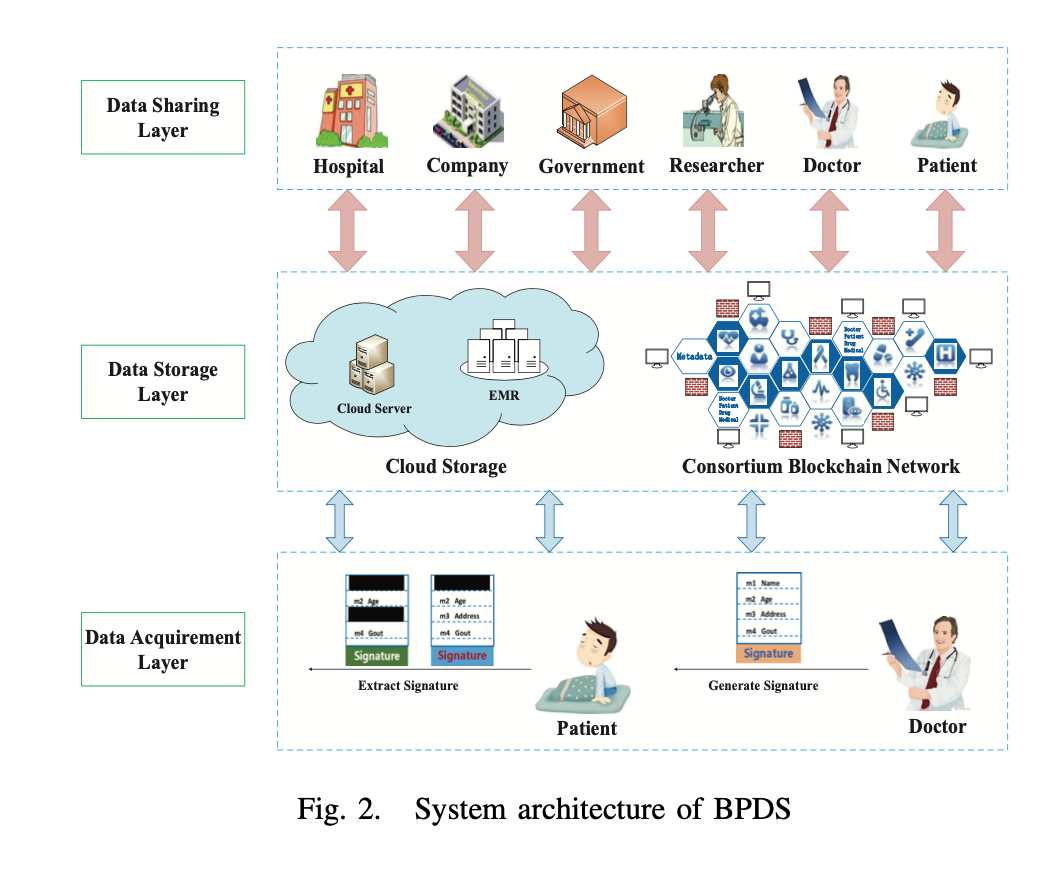 Data Sharing
Layer
Hospital
Company
Government
Researcher
Doctor
Patient
Data Storage
Layer
Cloud Server
EMR
Cloud Storage
Metadata
Doctor
Patient
Drug
Medical
Doctor
Patient
Drug
Medical
H
Consortium Blockchain Network
Data Acquirement
Layer
m2 Age
m4 Gout
Signature
m2 Age
m3 Address
m4 Gout
Signature
Extract Signature
Patient
m1 Name
m2 Age
m3 Address
m4 Gout
Signature
Generate Signature
Doctor
Fig. 2. System architecture of BPDS